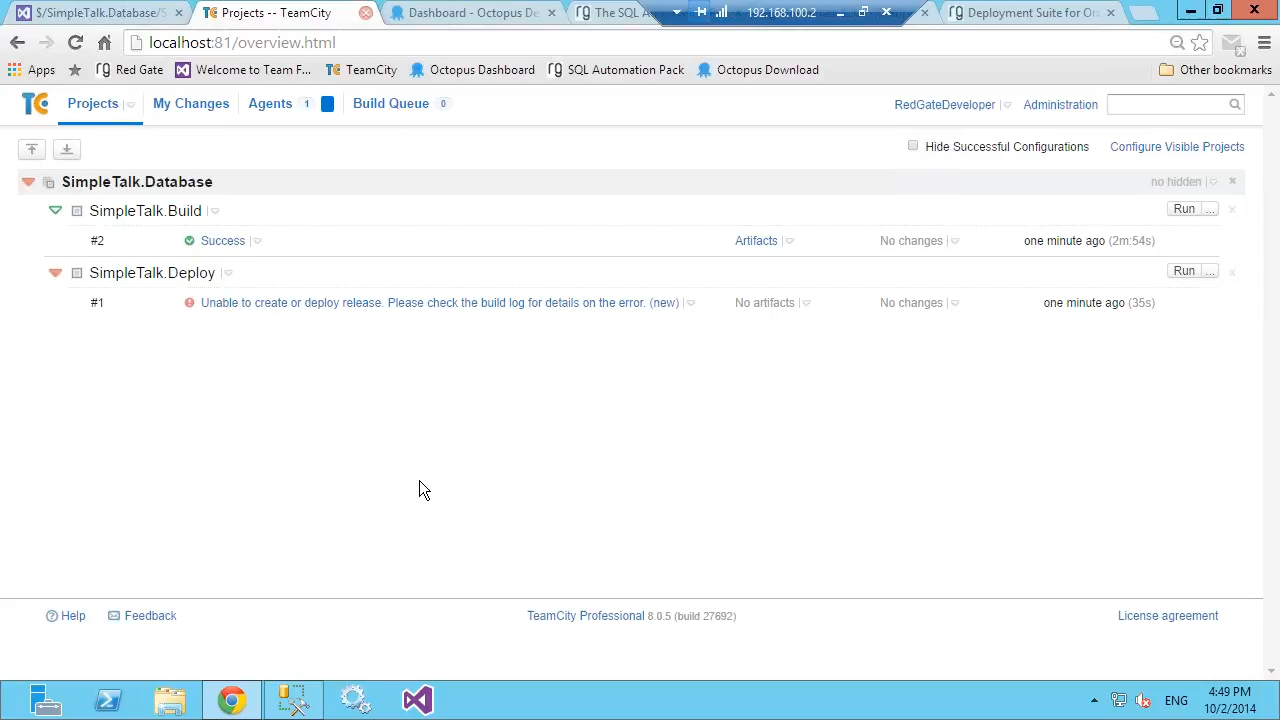 $/SimpleTalk.Database/S
Projects -- TeamCity
Dashboard - Octopus De
The SQL A
192.168.100.2
Deployment Suite for Ora
localhost:81/overview.html
Apps
Red Gate
Welcome to Team F...
TeamCity
Octopus Dashboard
SQL Automation Pack
Octopus Download
Other bookmarks
TC
Projects
My Changes
Agents 1
Build Queue 0
RedGateDeveloper
Administration
Hide Successful Configurations
Configure Visible Projects
SimpleTalk.Database
no hidden
SimpleTalk.Build
Run ...
#2 Success Artifacts No changes one minute ago (2m:54s)
SimpleTalk.Deploy
Run ...
#1 Unable to create or deploy release. Please check the build log for details on the error. (new) No artifacts No changes one minute ago (35s)
Help
Feedback
TeamCity Professional 8.0.5 (build 27692)
License agreement
ENG
4:49 PM
10/2/2014